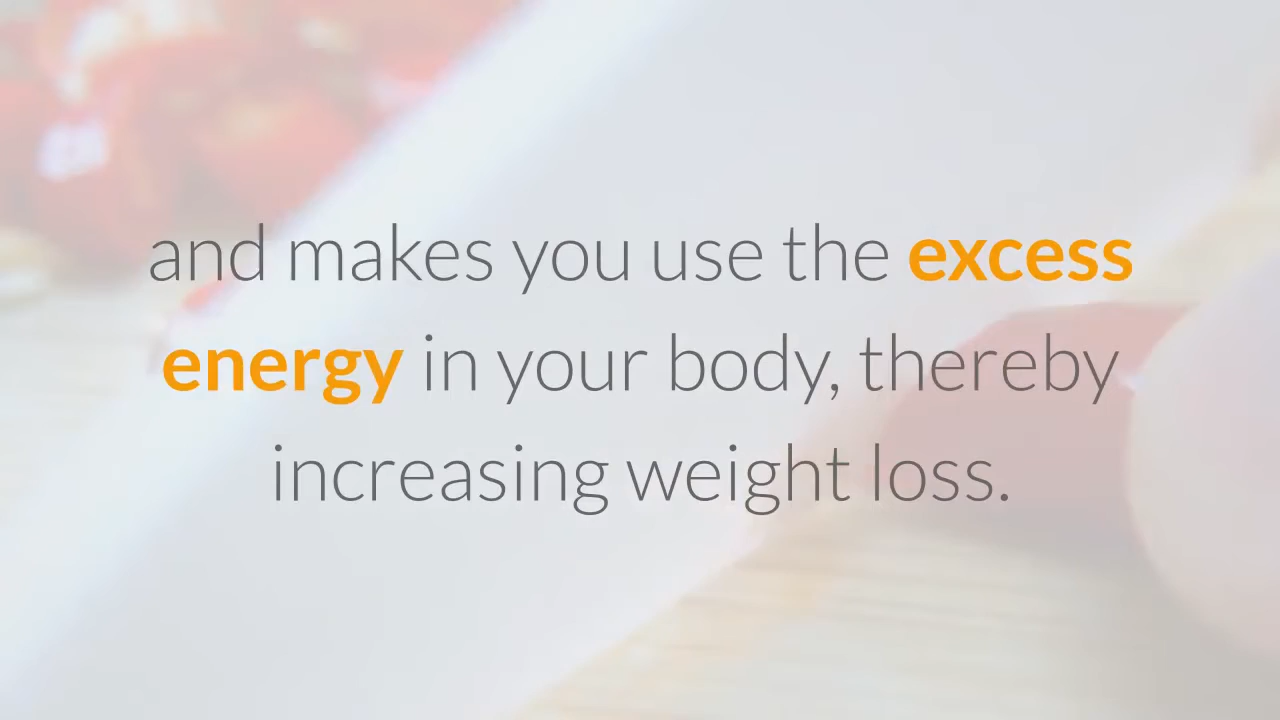 and makes you use the excess
energy in your body, thereby
increasing weight loss.